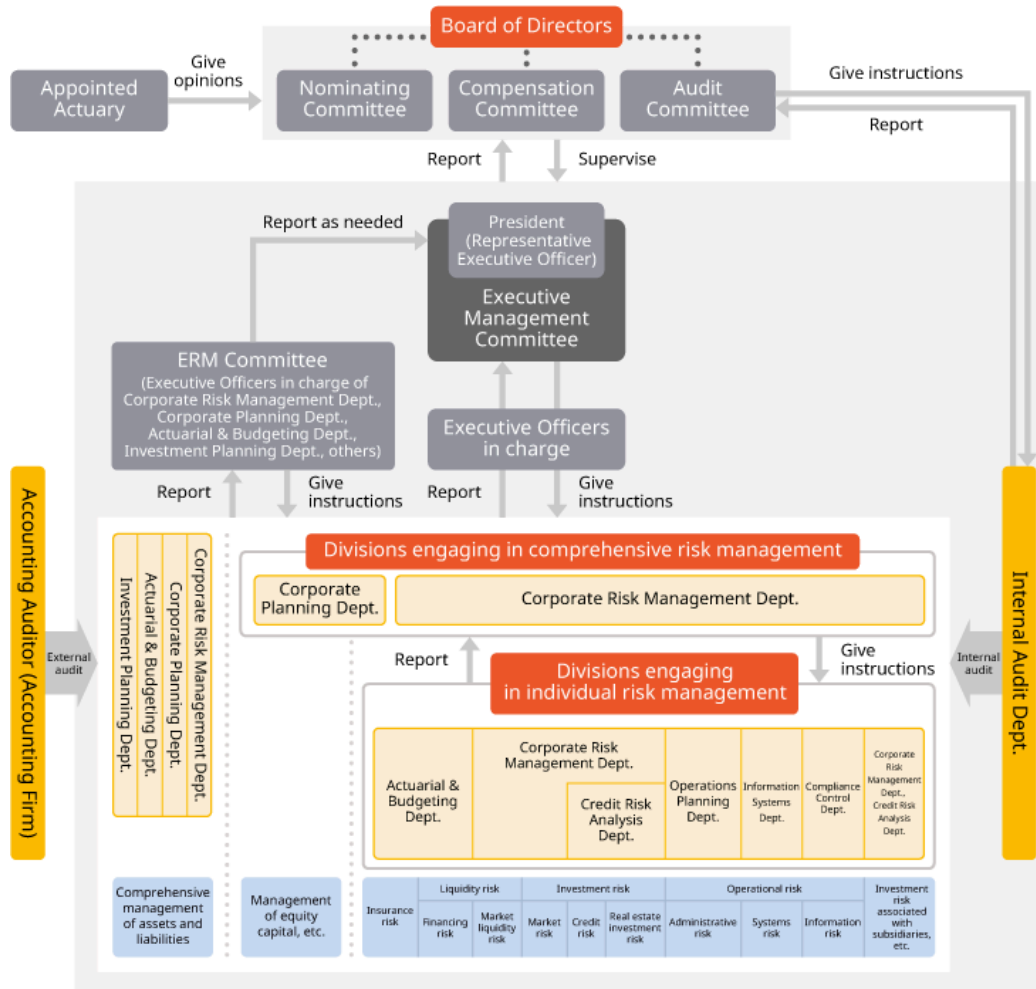 Board of Directors
Give
opinions
Appointed
Actuary
Nominating
Committee
Compensation
Committee
Audit
Committee
Give instructions
Report
Report
Supervise
Report as needed
President
(Representative
Executive Officer)
Executive
Management
Committee
ERM Committee
(Executive Officers in charge of
Corporate Risk Management Dept.,
Corporate Planning Dept.,
Actuarial & Budgeting Dept.,
Investment Planning Dept., others)
Executive Officers
in charge
Report
Give
instructions
Report
Give
instructions
Accounting Auditor (Accounting Firm)
External
audit
Investment Planning Dept.
Actuarial & Budgeting Dept.
Corporate Planning Dept.
Corporate Risk Management Dept.
Divisions engaging in comprehensive risk management
Corporate
Planning Dept.
Corporate Risk Management Dept.
Report
Give
instructions
Divisions engaging
in individual risk management
Actuarial &
Budgeting
Dept.
Corporate Risk
Management Dept.
Credit Risk
Analysis
Dept.
Operations
Planning
Dept.
Information
Systems
Dept.
Compliance
Control Dept.
Corporate
Risk
Management
Dept.,
Credit Risk
Analysis
Dept.
Internal
audit
Internal Audit Dept.
Comprehensive
management
of assets and
liabilities
Management
of equity
capital, etc.
Insurance
risk
Liquidity risk
Financing
risk
Market
liquidity
risk
Investment risk
Market
risk
Credit
risk
Real estate
investment
risk
Operational risk
Administrative
risk
Systems
risk
Information
risk
Investment
risk
associated
with
subsidiaries,
etc.